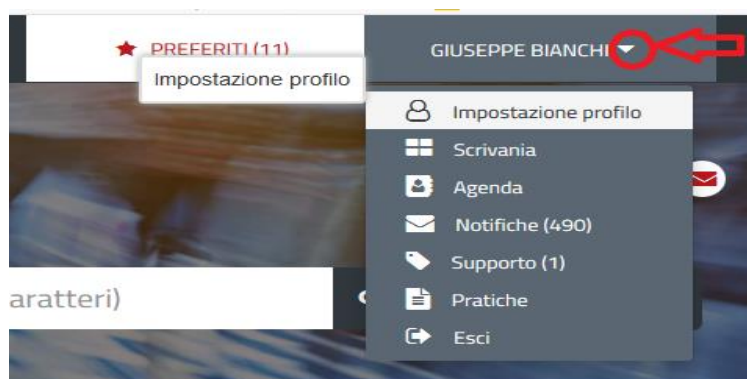 PREFERITI (11)
GIUSEPPE BIANCHI
Impostazione profilo
Impostazione profilo
Scrivania
Agenda
Notifiche (490)
Supporto (1)
Pratiche
Esci
aratteri)